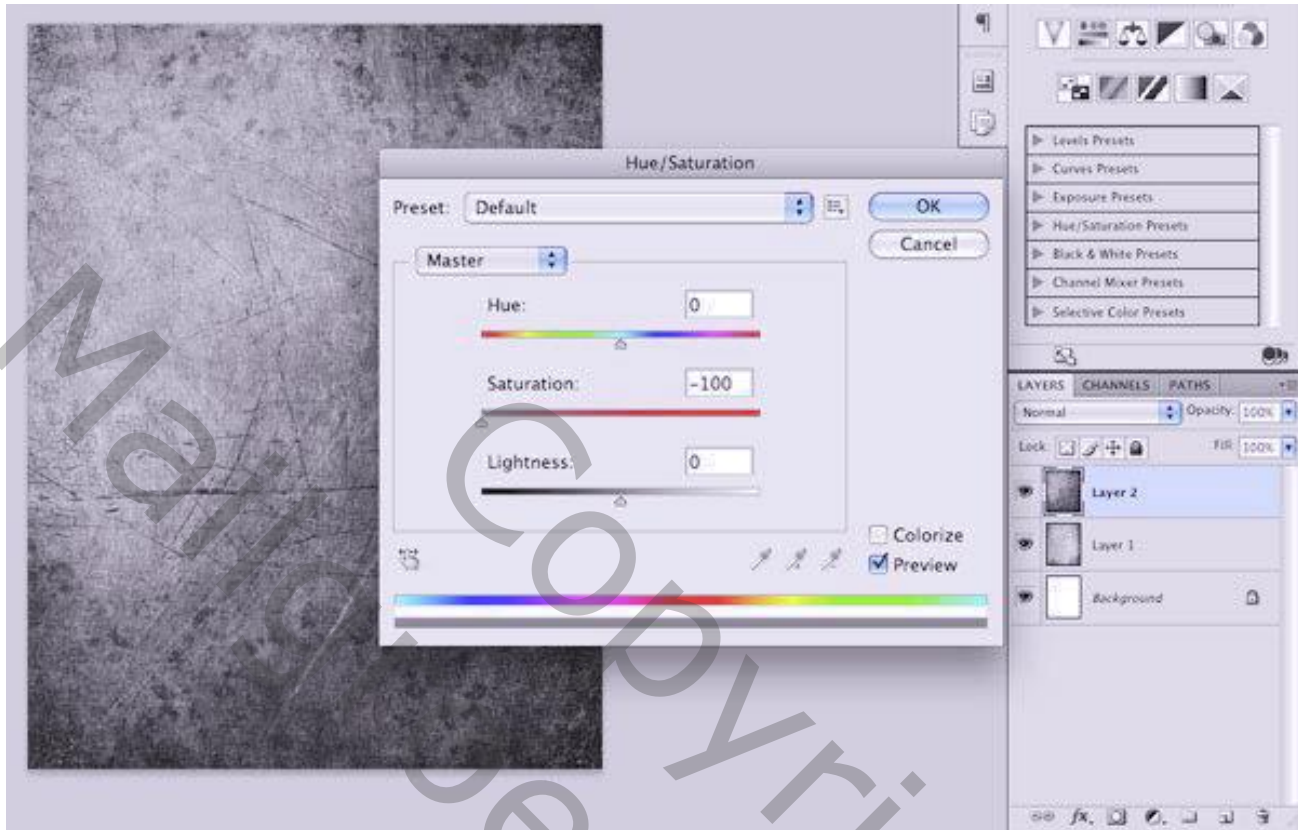 Levels Presets
Curves Presets
Exposure Presets
Hue/Saturation Presets
Black & White Presets
Channel Mixer Presets
Selective Color Presets
Hue/Saturation
Preset: Default
OK
Cancel
Master
Hue: 0
Saturation: -100
Lightness: 0
Colorize
Preview
LAYERS CHANNELS PATHS
Normal Opacity: 100%
Lock: Fill: 100%
Layer 2
Layer 1
Background
fx.
Copyri